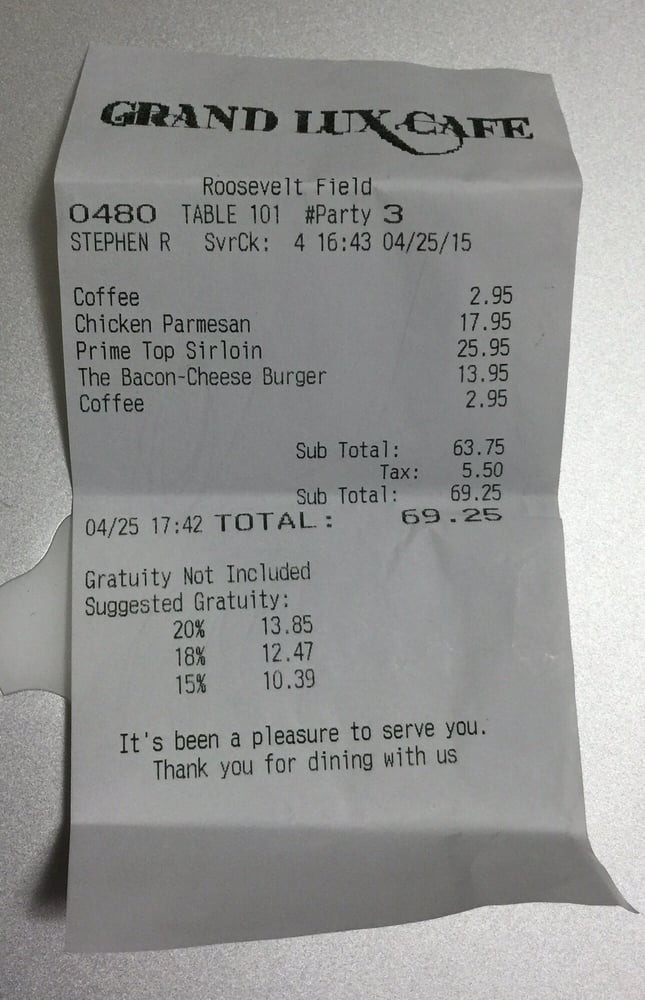 GRAND LUX CAFE
Roosevelt Field
0480 TABLE 101 #Party 3
STEPHEN R SvrCk: 4 16:43 04/25/15
Coffee 2.95
Chicken Parmesan 17.95
Prime Top Sirloin 25.95
The Bacon-Cheese Burger 13.95
Coffee 2.95
Sub Total: 63.75
Tax: 5.50
Sub Total: 69.25
04/25 17:42 TOTAL: 69.25
Gratuity Not Included
Suggested Gratuity:
20% 13.85
18% 12.47
15% 10.39
It's been a pleasure to serve you.
Thank you for dining with us